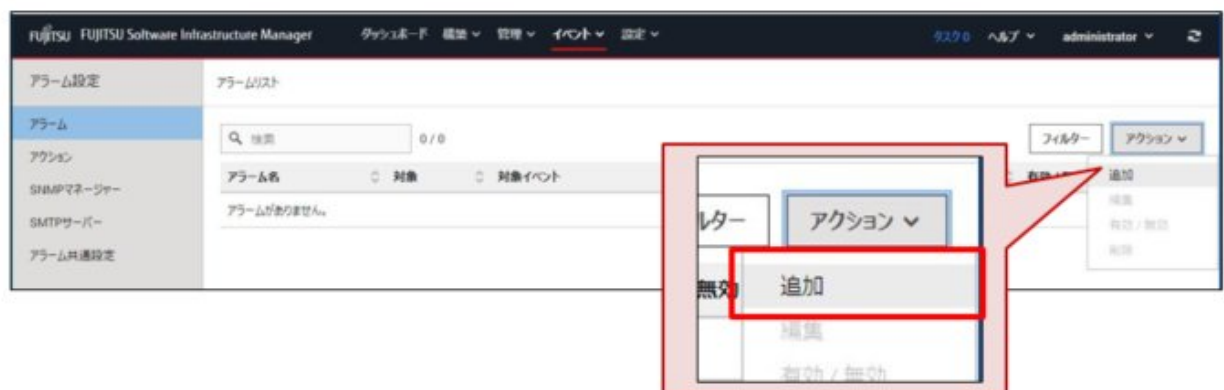 FUJITSU FUJITSU Software Infrastructure Manager ダッシュボード 構築 管理 イベント 設定 タスク 0 ヘルプ administrator
アラーム設定 アラームリスト
アラーム
検索 0 / 0 フィルター アクション
アクション
アラーム名 対象 対象イベント 有効 / 追加
SNMPマネージャー
アラームがありません。 編集
SMTPサーバー 有効 / 無効
アラーム共通設定 削除
ルター アクション
無効 追加
編集
有効 / 無効